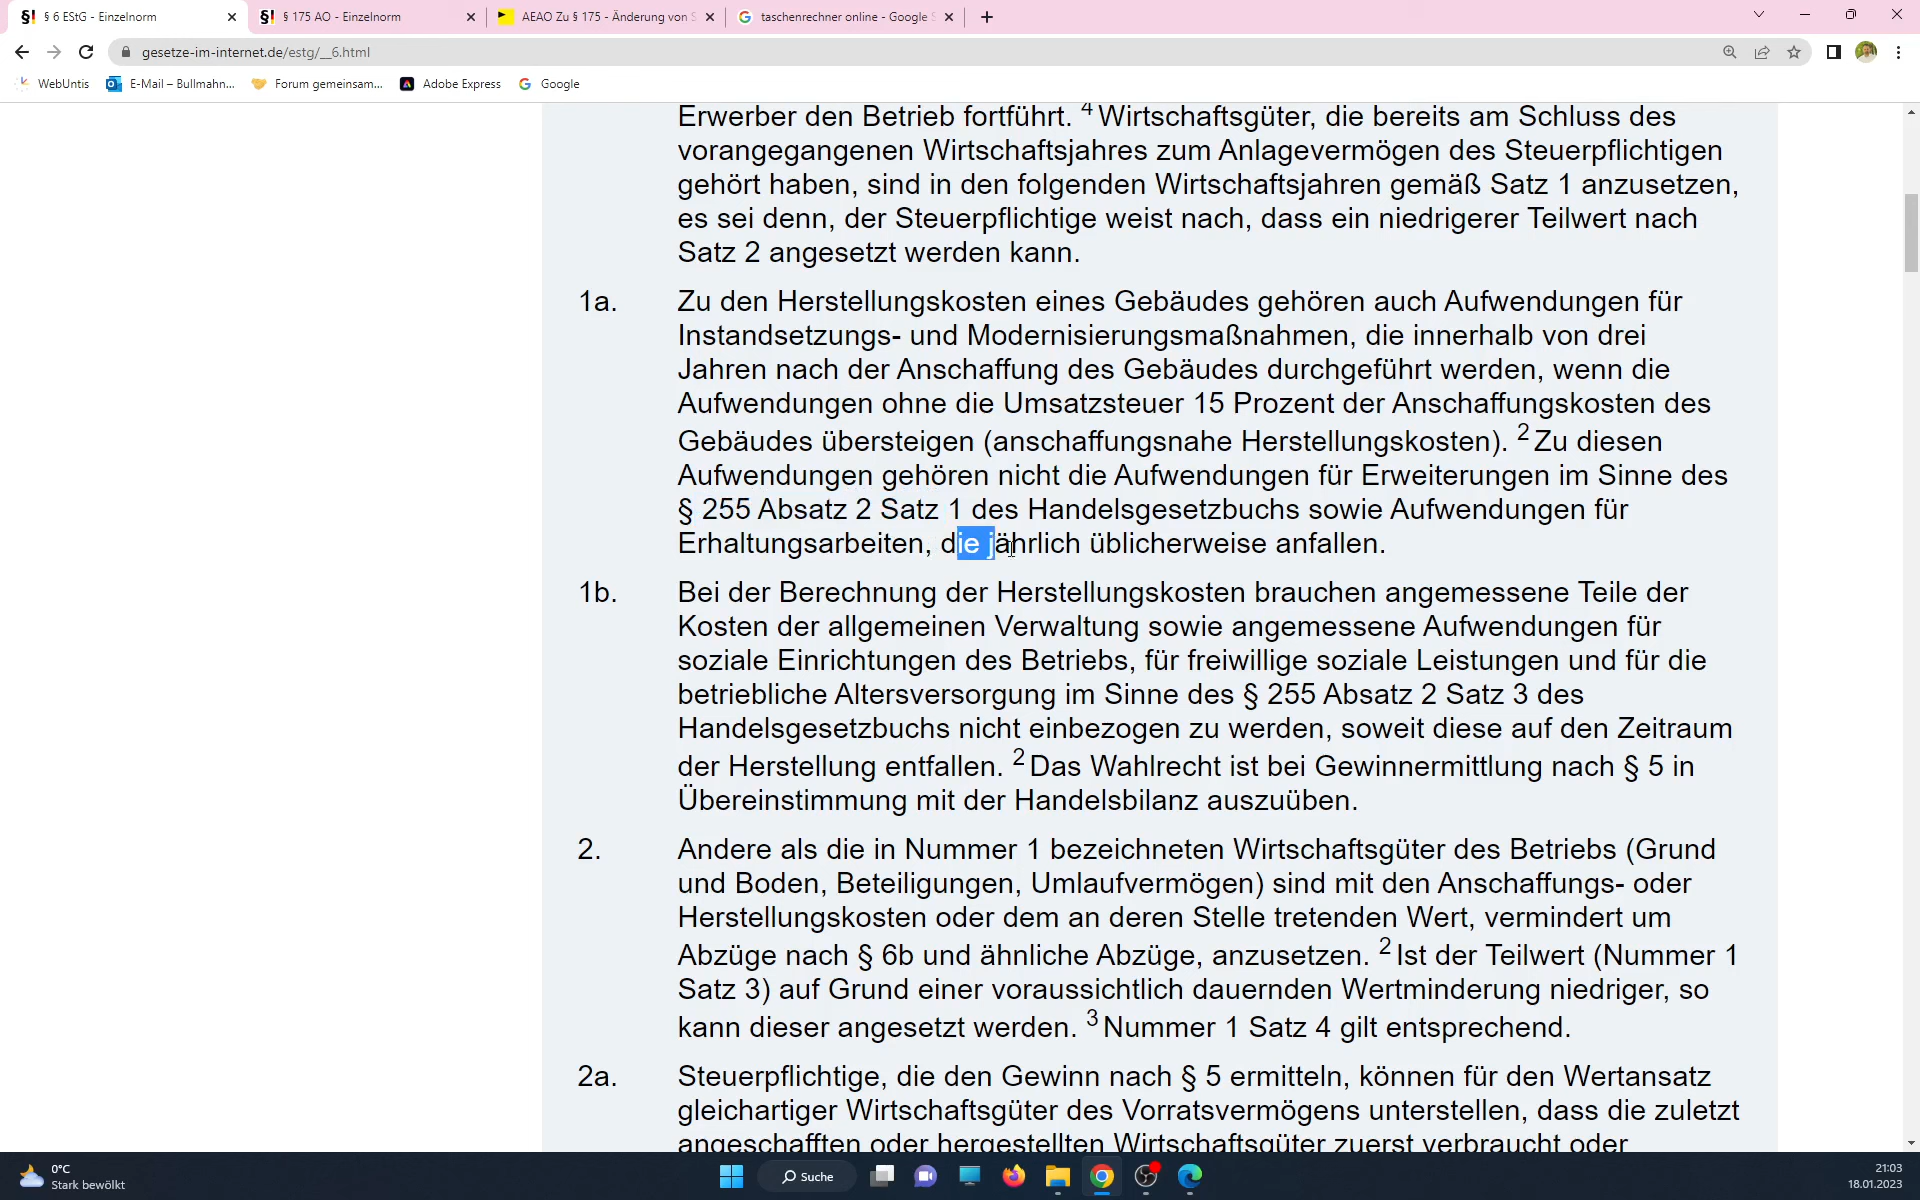 § 6 EStG - Einzelnorm
§ 175 AO - Einzelnorm
AEAO Zu § 175 - Änderung von S
taschenrechner online - Google S
gesetze-im-internet.de/estg/__6.html
WebUntis
E-Mail – Bullmahn...
Forum gemeinsam...
Adobe Express
Google
Erwerber den Betrieb fortführt. 4 Wirtschaftsgüter, die bereits am Schluss des
vorangegangenen Wirtschaftsjahres zum Anlagevermögen des Steuerpflichtigen
gehört haben, sind in den folgenden Wirtschaftsjahren gemäß Satz 1 anzusetzen,
es sei denn, der Steuerpflichtige weist nach, dass ein niedrigerer Teilwert nach
Satz 2 angesetzt werden kann.
1a. Zu den Herstellungskosten eines Gebäudes gehören auch Aufwendungen für
Instandsetzungs- und Modernisierungsmaßnahmen, die innerhalb von drei
Jahren nach der Anschaffung des Gebäudes durchgeführt werden, wenn die
Aufwendungen ohne die Umsatzsteuer 15 Prozent der Anschaffungskosten des
Gebäudes übersteigen (anschaffungsnahe Herstellungskosten). 2 Zu diesen
Aufwendungen gehören nicht die Aufwendungen für Erweiterungen im Sinne des
§ 255 Absatz 2 Satz 1 des Handelsgesetzbuchs sowie Aufwendungen für
Erhaltungsarbeiten, die jährlich üblicherweise anfallen.
1b. Bei der Berechnung der Herstellungskosten brauchen angemessene Teile der
Kosten der allgemeinen Verwaltung sowie angemessene Aufwendungen für
soziale Einrichtungen des Betriebs, für freiwillige soziale Leistungen und für die
betriebliche Altersversorgung im Sinne des § 255 Absatz 2 Satz 3 des
Handelsgesetzbuchs nicht einbezogen zu werden, soweit diese auf den Zeitraum
der Herstellung entfallen. 2 Das Wahlrecht ist bei Gewinnermittlung nach § 5 in
Übereinstimmung mit der Handelsbilanz auszuüben.
2. Andere als die in Nummer 1 bezeichneten Wirtschaftsgüter des Betriebs (Grund
und Boden, Beteiligungen, Umlaufvermögen) sind mit den Anschaffungs- oder
Herstellungskosten oder dem an deren Stelle tretenden Wert, vermindert um
Abzüge nach § 6b und ähnliche Abzüge, anzusetzen. 2 Ist der Teilwert (Nummer 1
Satz 3) auf Grund einer voraussichtlich dauernden Wertminderung niedriger, so
kann dieser angesetzt werden. 3 Nummer 1 Satz 4 gilt entsprechend.
2a. Steuerpflichtige, die den Gewinn nach § 5 ermitteln, können für den Wertansatz
gleichartiger Wirtschaftsgüter des Vorratsvermögens unterstellen, dass die zuletzt
angeschafften oder hergestellten Wirtschaftsgüter zuerst verbraucht oder
0°C
Stark bewölkt
Suche
21:03
18.01.2023